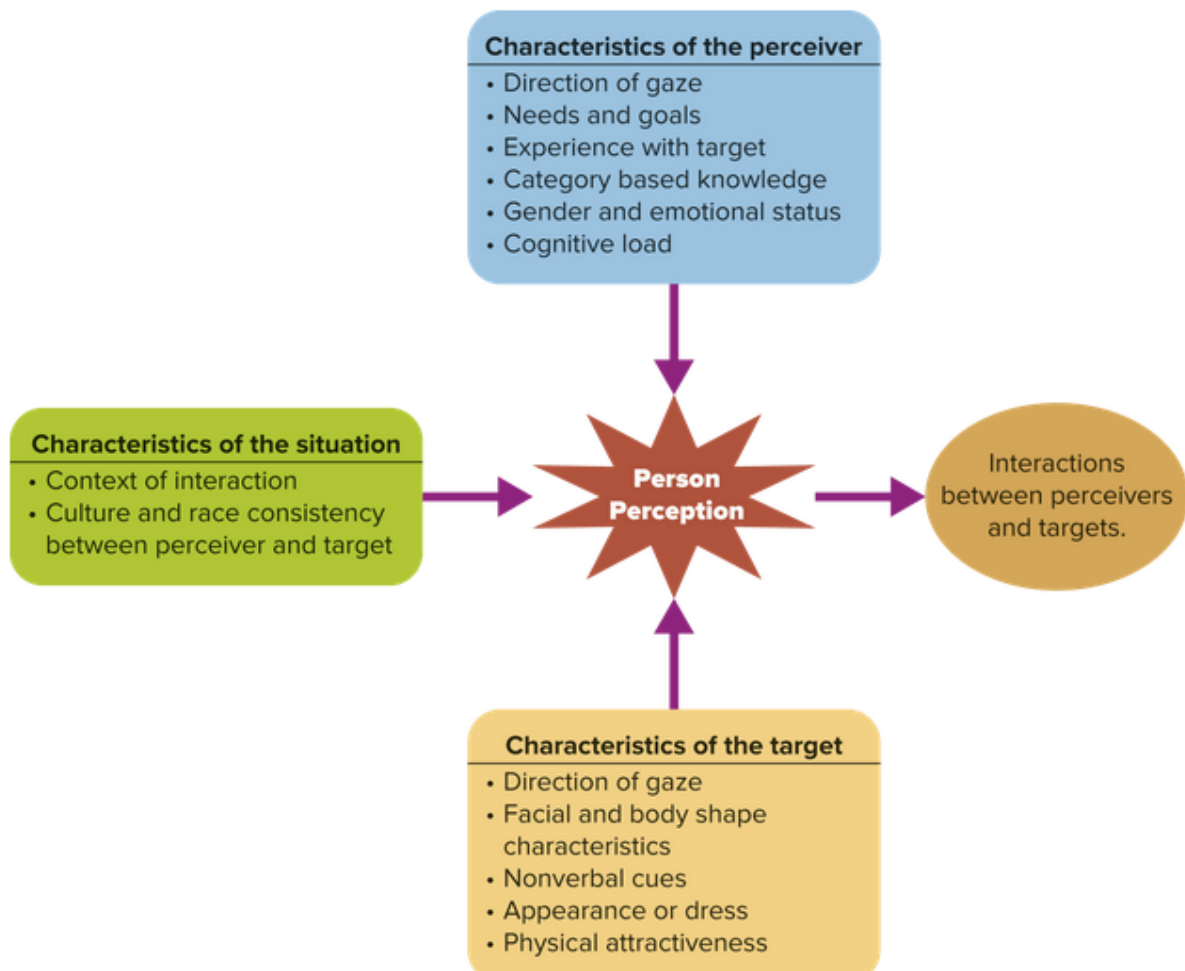 Characteristics of the perceiver
• Direction of gaze
• Needs and goals
• Experience with target
• Category based knowledge
• Gender and emotional status
• Cognitive load
Characteristics of the situation
• Context of interaction
• Culture and race consistency
between perceiver and target
Person
Perception
Interactions
between perceivers
and targets.
Characteristics of the target
• Direction of gaze
• Facial and body shape
characteristics
• Nonverbal cues
• Appearance or dress
• Physical attractiveness